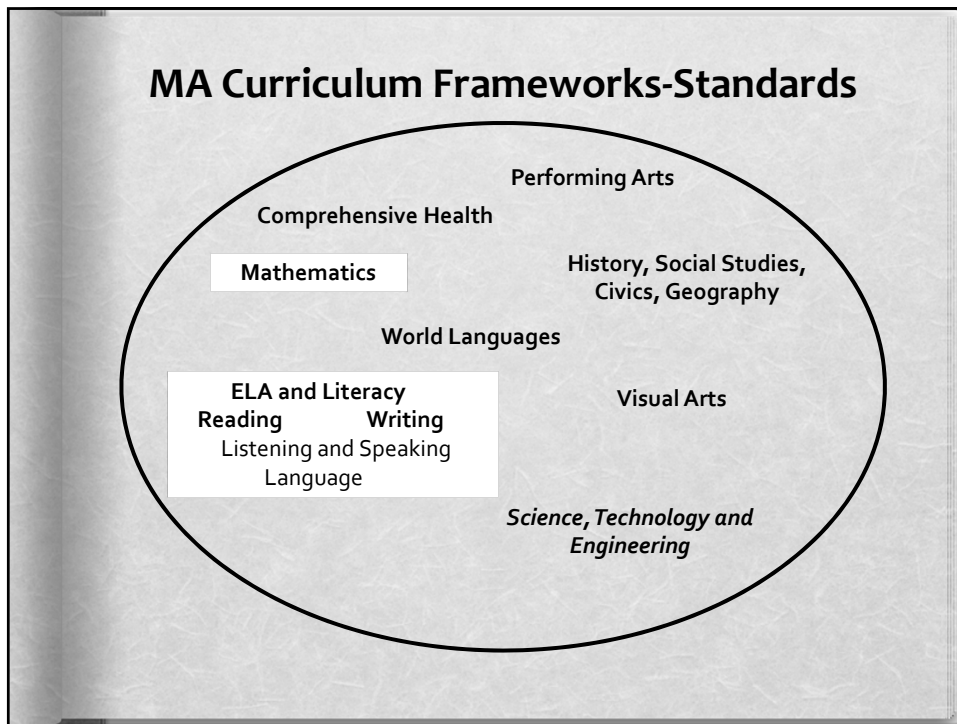 MA Curriculum Frameworks-Standards
Performing Arts
Comprehensive Health
Mathematics
History, Social Studies,
Civics, Geography
World Languages
ELA and Literacy
Reading Writing
Listening and Speaking
Language
Visual Arts
Science, Technology and
Engineering